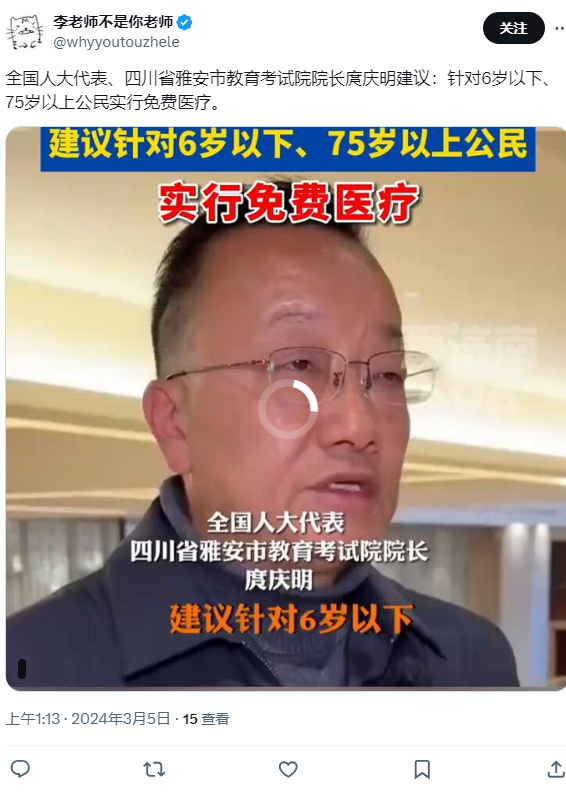 李老师不是你老师
@whyyoutouzhele
关注
全国人大代表、四川省雅安市教育考试院院长庹庆明建议：针对6岁以下、
75岁以上公民实行免费医疗。
建议针对6岁以下、75岁以上公民
实行免费医疗
全国人大代表
四川省雅安市教育考试院院长
庹庆明
建议针对6岁以下
上午1:13 · 2024年3月5日 · 15 查看